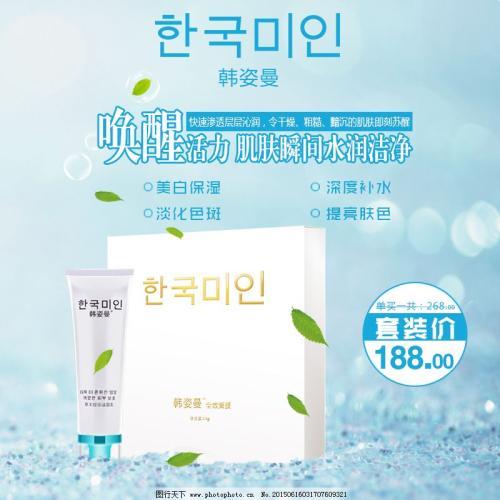 한국미인
韩姿曼
唤醒
快速渗透层层沁润,令干燥、粗糙、黯沉的肌肤即刻苏醒
活力 肌肤瞬间水润洁净
美白保湿
深度补水
淡化色斑
提亮肤色
한국미인
한국미인
韩姿曼
单买一共:268.00
套装价
188.00
韩姿曼
图行天下 www.photophoto.cn No.20150616031707609321